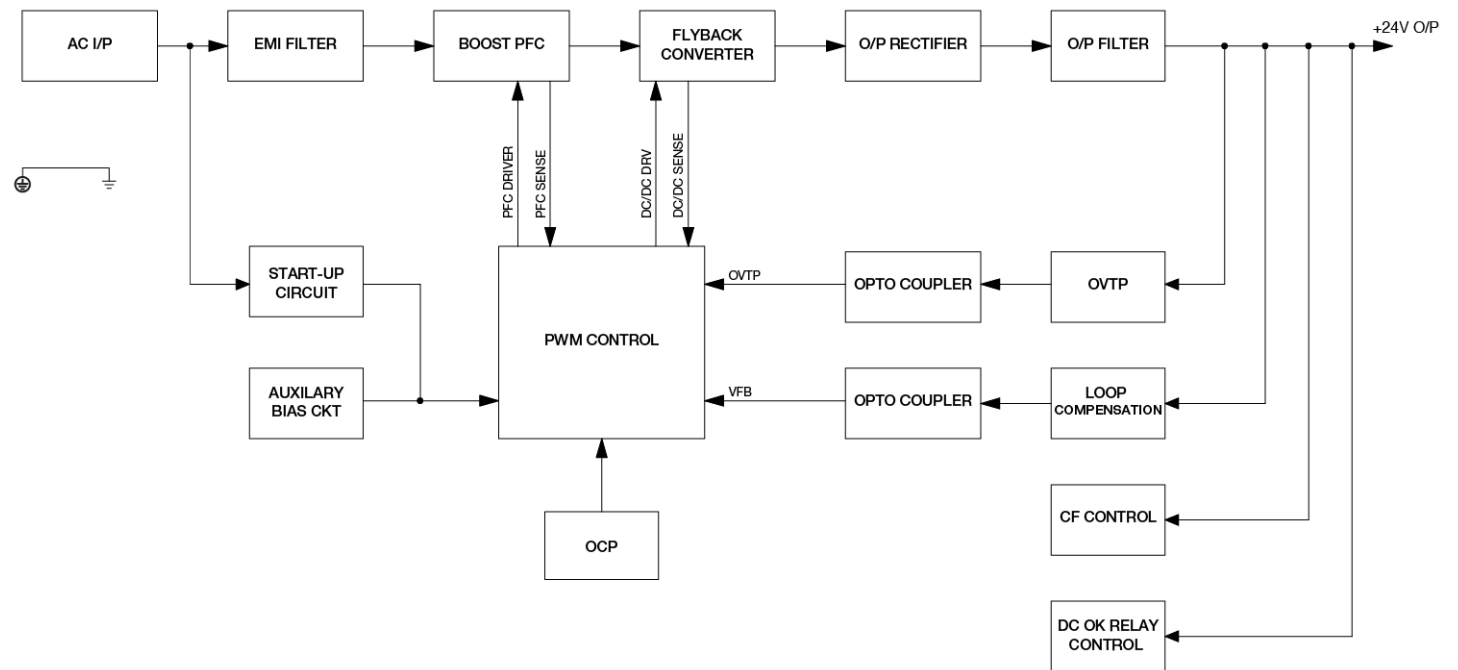 AC I/P
EMI FILTER
BOOST PFC
FLYBACK
CONVERTER
O/P RECTIFIER
O/P FILTER
+24V O/P
PFC DRIVER
PFC SENSE
DC/DC DRV
DC/DC SENSE
START-UP
CIRCUIT
OVTP
OPTO COUPLER
OVTP
PWM CONTROL
AUXILARY
BIAS CKT
VFB
OPTO COUPLER
LOOP
COMPENSATION
CF CONTROL
OCP
DC OK RELAY
CONTROL